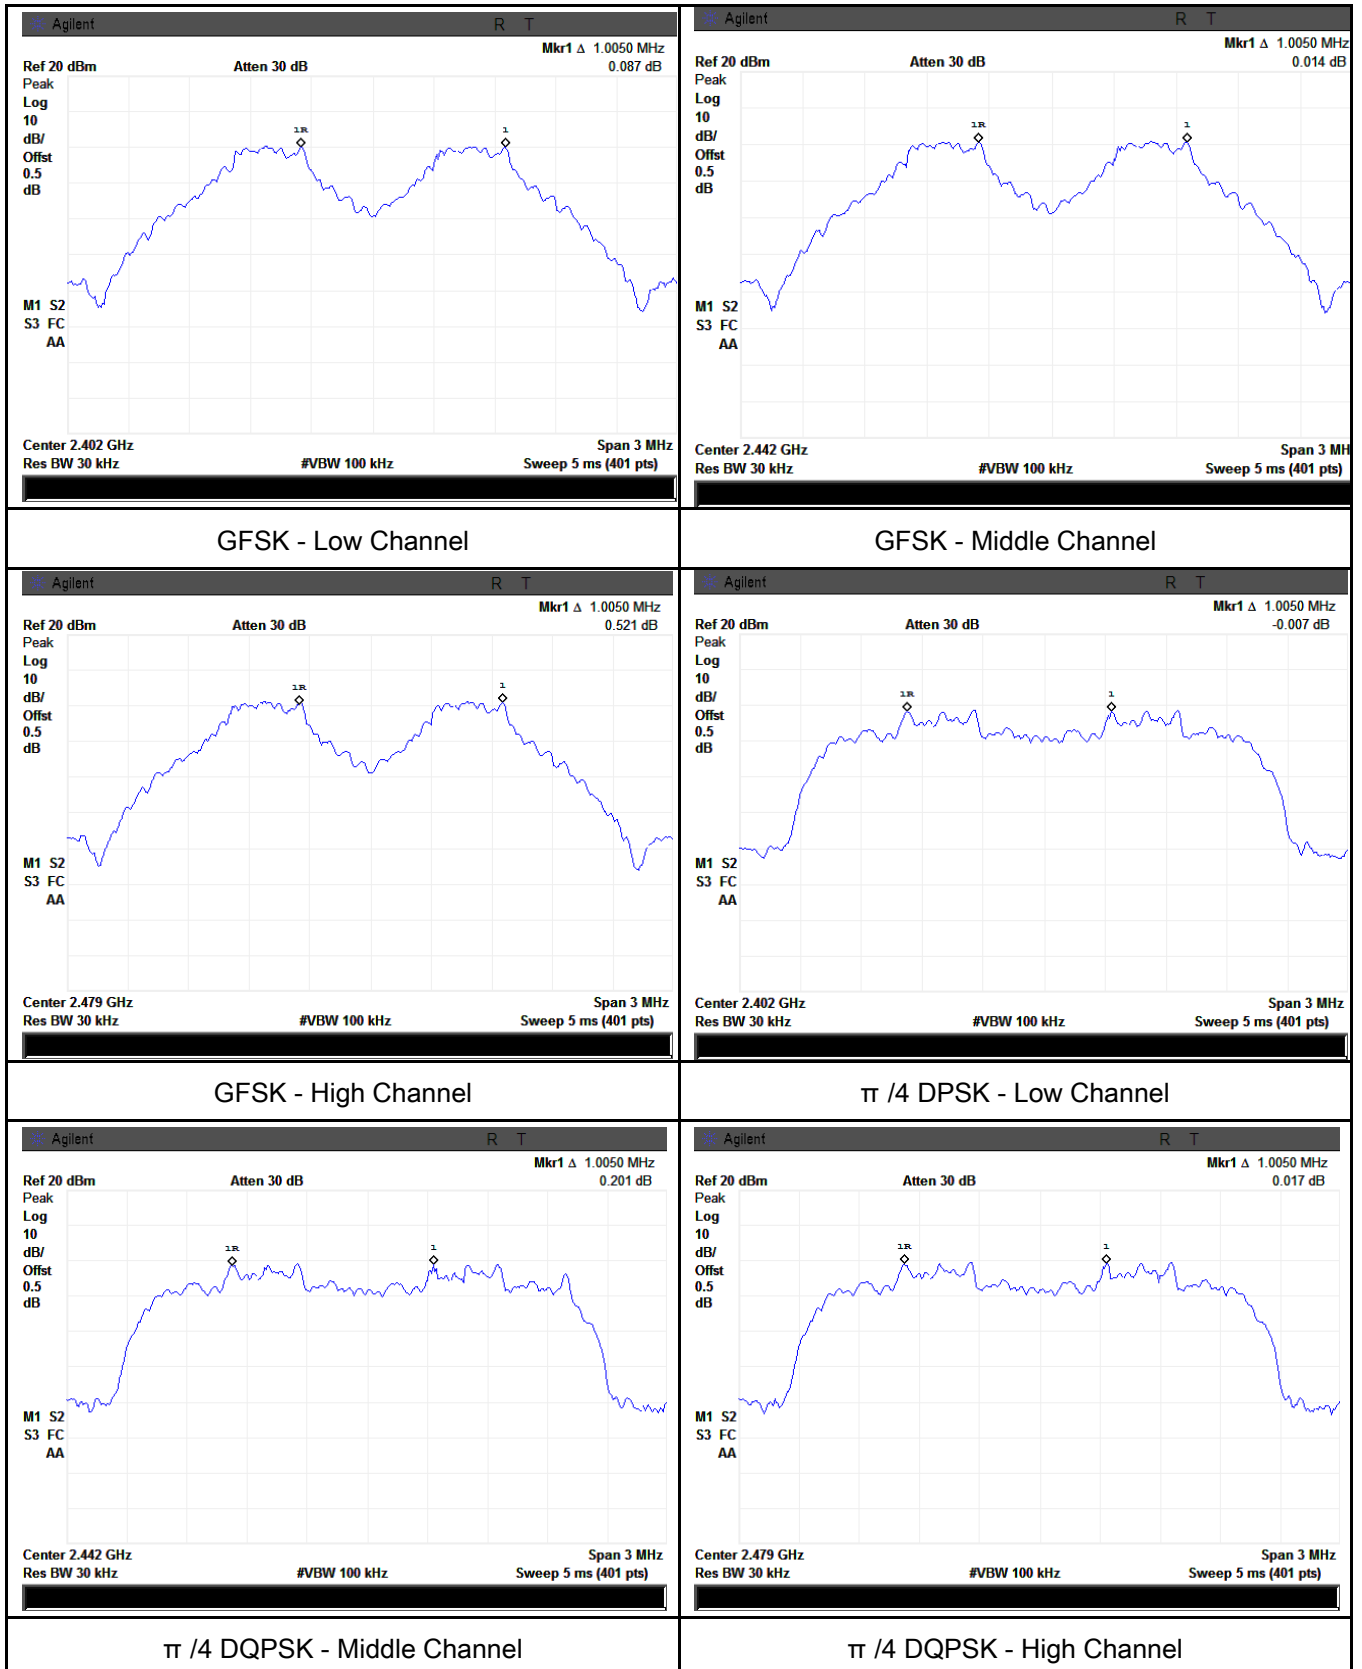 Agilent R T
Mkr1 Δ 1.0050 MHz
Ref 20 dBm Atten 30 dB 0.087 dB
Peak
Log
10
dB/
Offst
0.5
dB
1R 1
M1 S2
S3 FC
AA
Center 2.402 GHz Span 3 MHz
Res BW 30 kHz #VBW 100 kHz Sweep 5 ms (401 pts)
GFSK - Low Channel
Agilent R T
Mkr1 Δ 1.0050 MHz
Ref 20 dBm Atten 30 dB 0.014 dB
Peak
Log
10
dB/
Offst
0.5
dB
1R 1
M1 S2
S3 FC
AA
Center 2.442 GHz Span 3 MH
Res BW 30 kHz #VBW 100 kHz Sweep 5 ms (401 pts)
GFSK - Middle Channel
Agilent R T
Mkr1 Δ 1.0050 MHz
Ref 20 dBm Atten 30 dB 0.521 dB
Peak
Log
10
dB/
Offst
0.5
dB
1R 1
M1 S2
S3 FC
AA
Center 2.479 GHz Span 3 MHz
Res BW 30 kHz #VBW 100 kHz Sweep 5 ms (401 pts)
GFSK - High Channel
Agilent R T
Mkr1 Δ 1.0050 MHz
Ref 20 dBm Atten 30 dB -0.007 dB
Peak
Log
10
dB/
Offst
0.5
dB
1R 1
M1 S2
S3 FC
AA
Center 2.402 GHz Span 3 MHz
Res BW 30 kHz #VBW 100 kHz Sweep 5 ms (401 pts)
π /4 DPSK - Low Channel
Agilent R T
Mkr1 Δ 1.0050 MHz
Ref 20 dBm Atten 30 dB 0.201 dB
Peak
Log
10
dB/
Offst
0.5
dB
1R 1
M1 S2
S3 FC
AA
Center 2.442 GHz Span 3 MHz
Res BW 30 kHz #VBW 100 kHz Sweep 5 ms (401 pts)
π /4 DQPSK - Middle Channel
Agilent R T
Mkr1 Δ 1.0050 MHz
Ref 20 dBm Atten 30 dB 0.017 dB
Peak
Log
10
dB/
Offst
0.5
dB
1R 1
M1 S2
S3 FC
AA
Center 2.479 GHz Span 3 MHz
Res BW 30 kHz #VBW 100 kHz Sweep 5 ms (401 pts)
π /4 DQPSK - High Channel